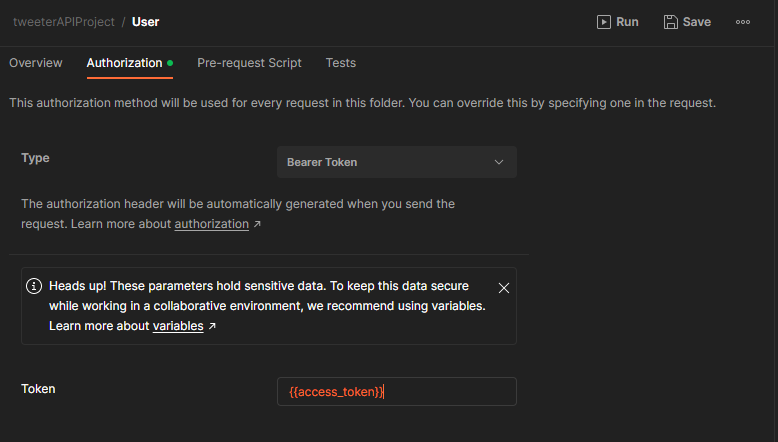 tweeterAPIProject / User Run Save
Overview Authorization Pre-request Script Tests
This authorization method will be used for every request in this folder. You can override this by specifying one in the request.
Type Bearer Token
The authorization header will be automatically generated when you send the
request. Learn more about authorization ↗
Heads up! These parameters hold sensitive data. To keep this data secure
while working in a collaborative environment, we recommend using variables.
Learn more about variables ↗
Token {{access_token}}